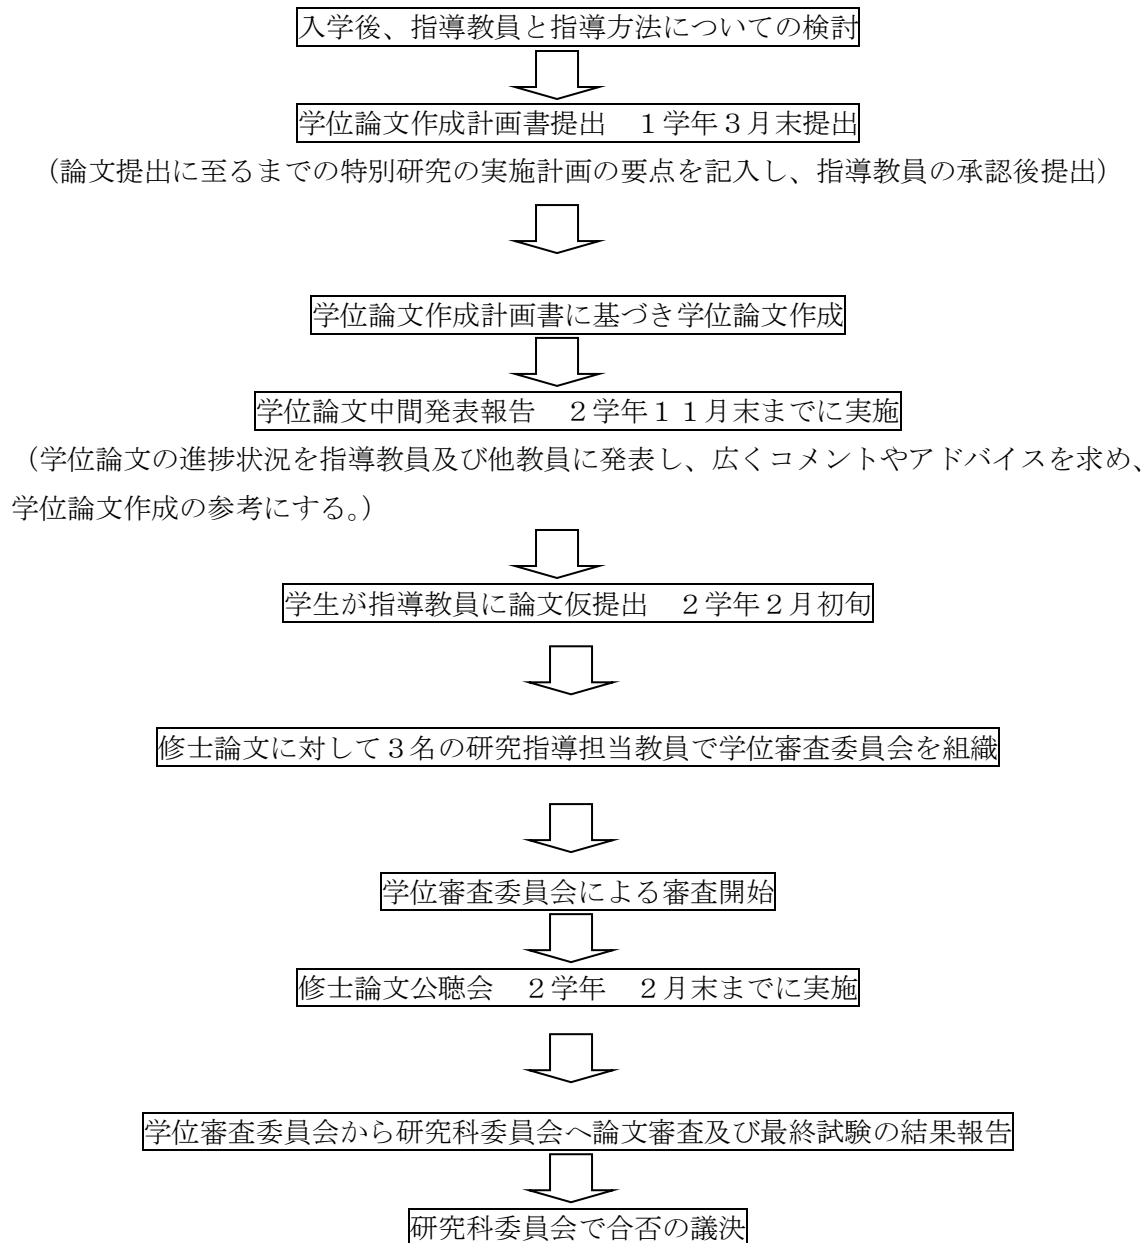 入学後、指導教員と指導方法についての検討
学位論文作成計画書提出　１学年３月末提出
（論文提出に至るまでの特別研究の実施計画の要点を記入し、指導教員の承認後提出）
学位論文作成計画書に基づき学位論文作成
学位論文中間発表報告　２学年１１月末までに実施
（学位論文の進捗状況を指導教員及び他教員に発表し、広くコメントやアドバイスを求め、
学位論文作成の参考にする。）
学生が指導教員に論文仮提出　２学年２月初旬
修士論文に対して３名の研究指導担当教員で学位審査委員会を組織
学位審査委員会による審査開始
修士論文公聴会　２学年　２月末までに実施
学位審査委員会から研究科委員会へ論文審査及び最終試験の結果報告
研究科委員会で合否の議決